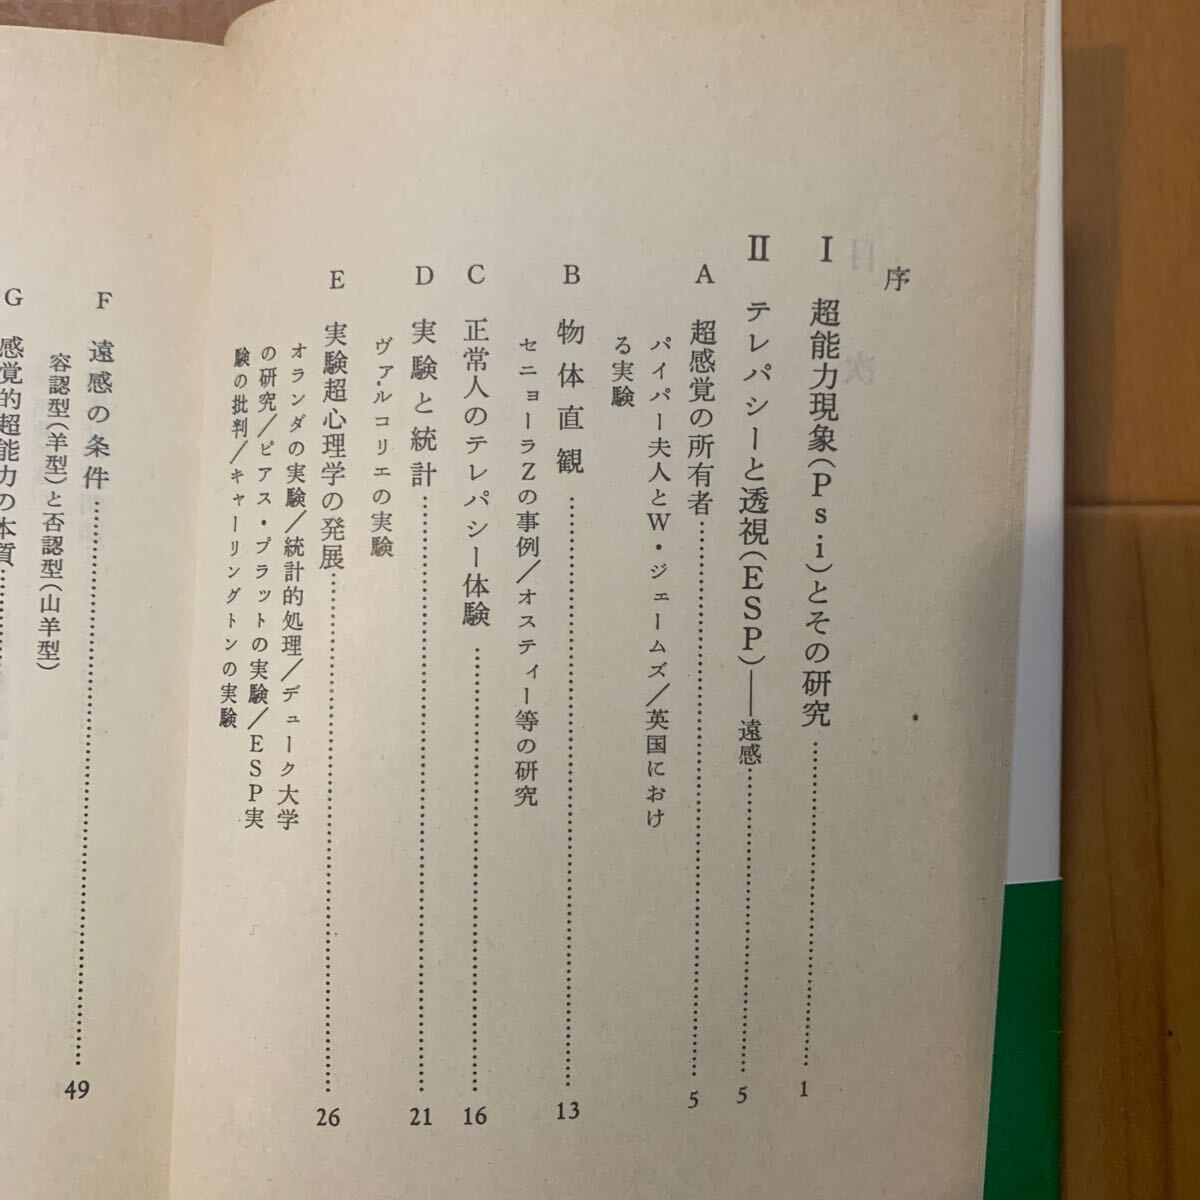 序
I 超能力現象(Psi)とその研究……………………1
II テレパシーと透視(ESP)——遠感……………………5
A 超感覚の所有者……………………5
パイパー夫人とW・ジェームズ/英国におけ
る実験
B 物体直観……………………13
セニョーラZの事例/オスティー等の研究
C 正常人のテレパシー体験……………………16
D 実験と統計……………………21
ヴァルコリエの実験
E 実験超心理学の発展……………………26
オランダの実験/統計的処理/デューク大学
の研究/ピアス・プラットの実験/ESP実
験の批判/キャーリングトンの実験
F 遠感の条件……………………49
容認型(羊型)と否認型(山羊型)
G 感覚的超能力の本質……………………
目次